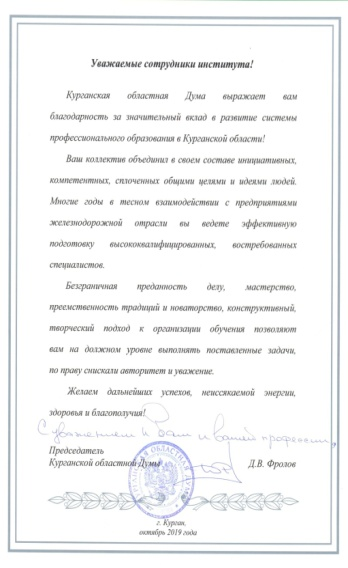 Уважаемые сотрудники института!
Курганская областная Дума выражает вам
благодарность за значительный вклад в развитие системы
профессионального образования в Курганской области!
Ваш коллектив объединил в своем составе инициативных,
компетентных, сплоченных общими целями и идеями людей.
Многие годы в тесном взаимодействии с предприятиями
железнодорожной отрасли вы ведете эффективную
подготовку высококвалифицированных, востребованных
специалистов.
Безграничная преданность делу, мастерство,
преемственность традиций и новаторство, конструктивный,
творческий подход к организации обучения позволяют
вам на должном уровне выполнять поставленные задачи,
по праву снискали авторитет и уважение.
Желаем дальнейших успехов, неиссякаемой энергии,
здоровья и благополучия!
С уважением к Вам и вашей профессии,
Председатель
Курганской областной Думы
Д.В. Фролов
КУРГАНСКАЯ ОБЛАСТНАЯ ДУМА
г. Курган,
октябрь 2019 года